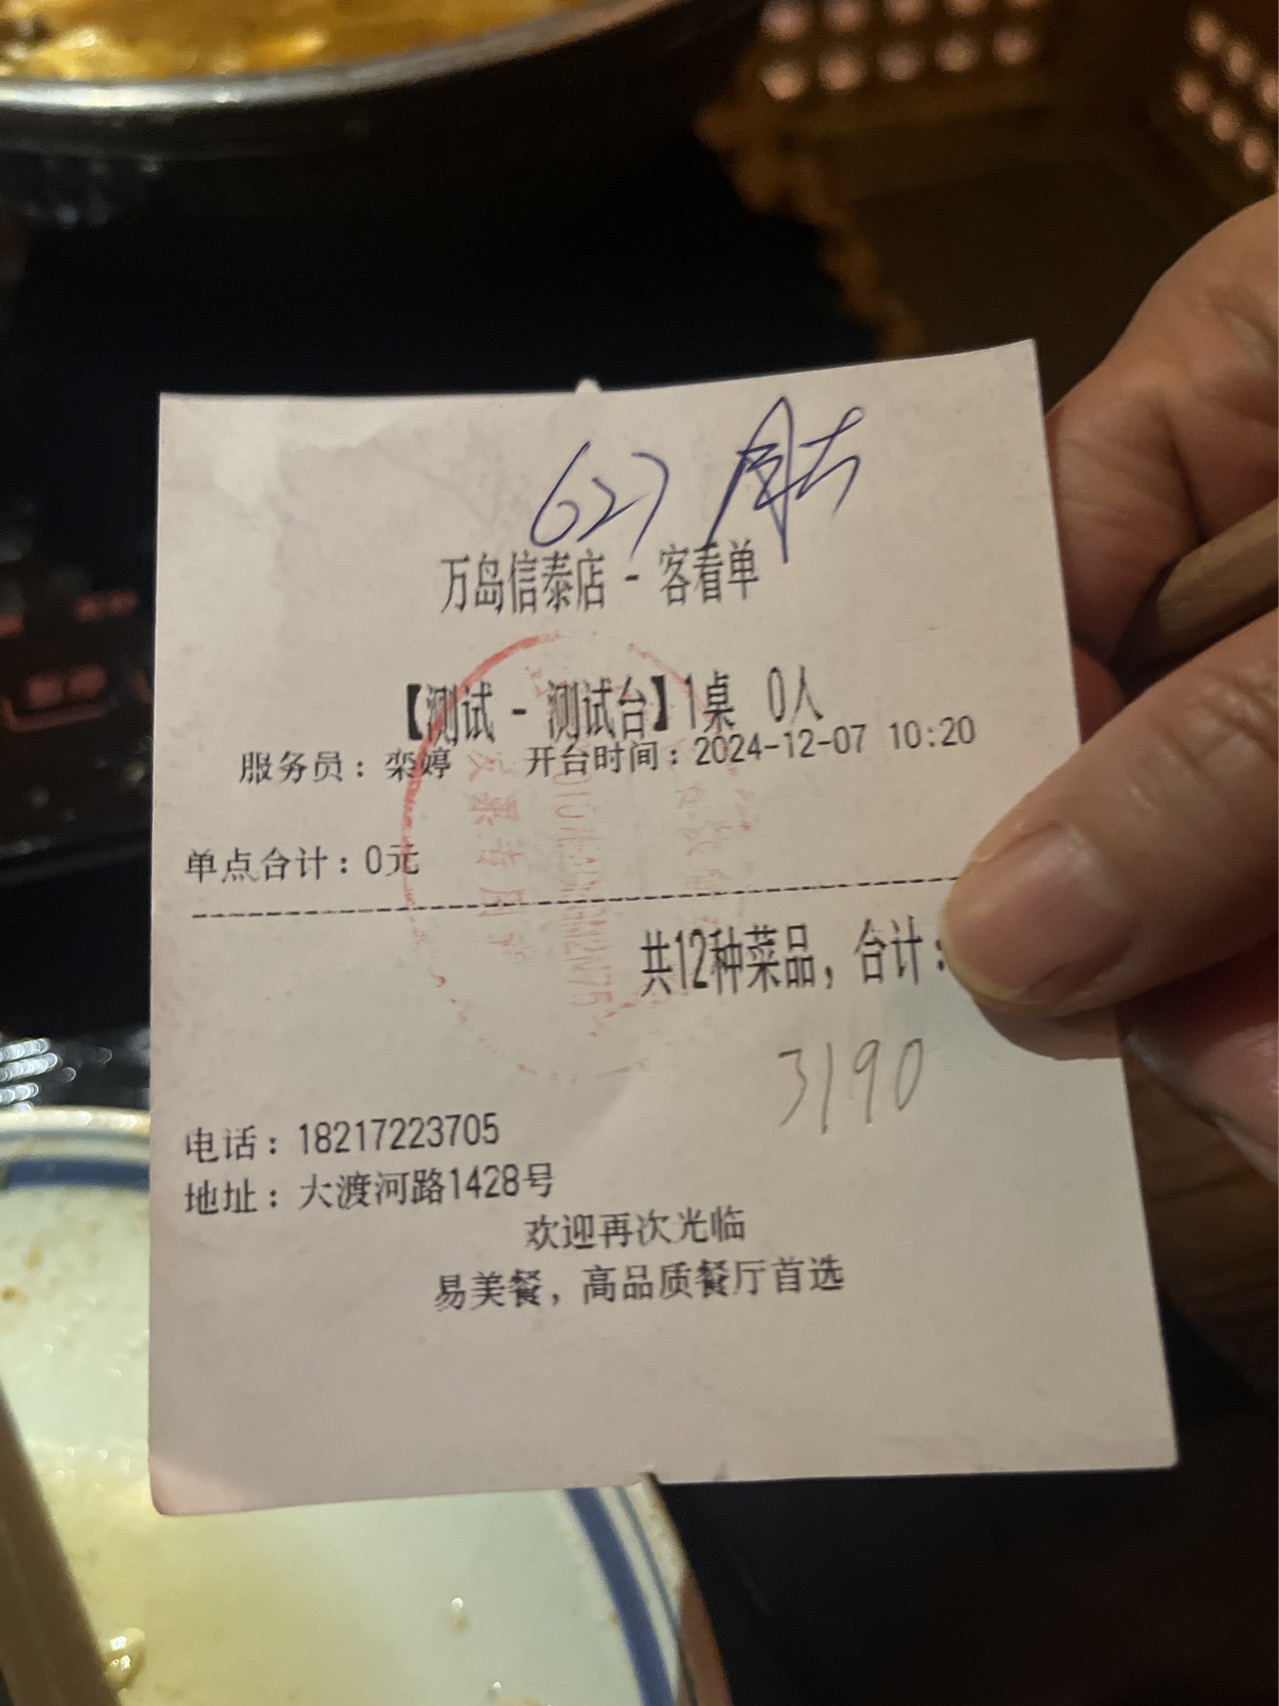 627
万岛信泰店 - 客看单
【测试 - 测试台】1桌 0人
服务员：栾婷 开台时间：2024-12-07 10:20
单点合计：0元
共12种菜品，合计：
3190
电话：18217223705
地址：大渡河路1428号
欢迎再次光临
易美餐，高品质餐厅首选